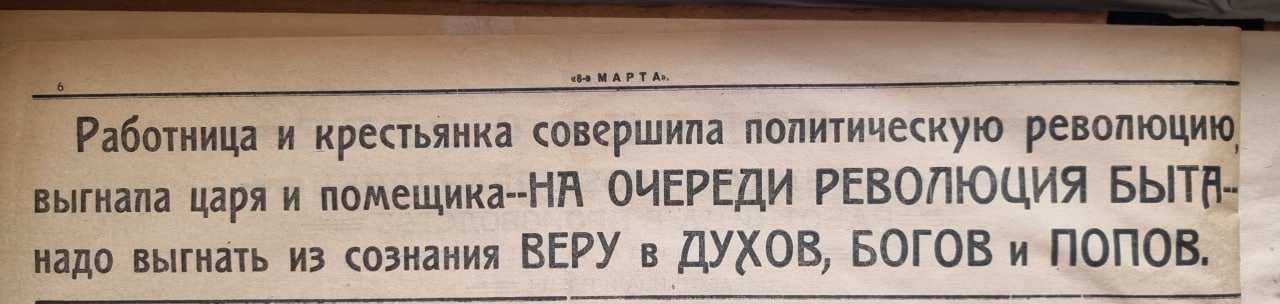 6
«8-е МАРТА».
Работница и крестьянка совершила политическую революцию,
выгнала царя и помещика--НА ОЧЕРЕДИ РЕВОЛЮЦИЯ БЫТА--
надо выгнать из сознания ВЕРУ в ДУХОВ, БОГОВ и ПОПОВ.